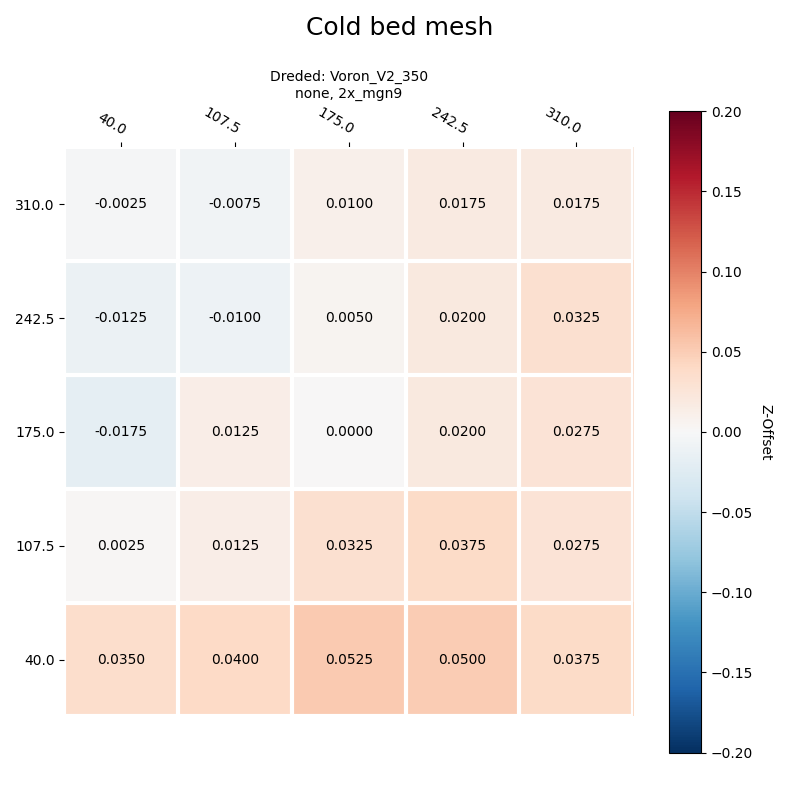 Cold bed mesh
Dreded: Voron_V2_350
none, 2x_mgn9
40.0 107.5 175.0 242.5 310.0
310.0 -0.0025 -0.0075 0.0100 0.0175 0.0175
242.5 -0.0125 -0.0100 0.0050 0.0200 0.0325
175.0 -0.0175 0.0125 0.0000 0.0200 0.0275
107.5 0.0025 0.0125 0.0325 0.0375 0.0275
40.0 0.0350 0.0400 0.0525 0.0500 0.0375
0.20
0.15
0.10
0.05
0.00
−0.05
−0.10
−0.15
−0.20
Z-Offset